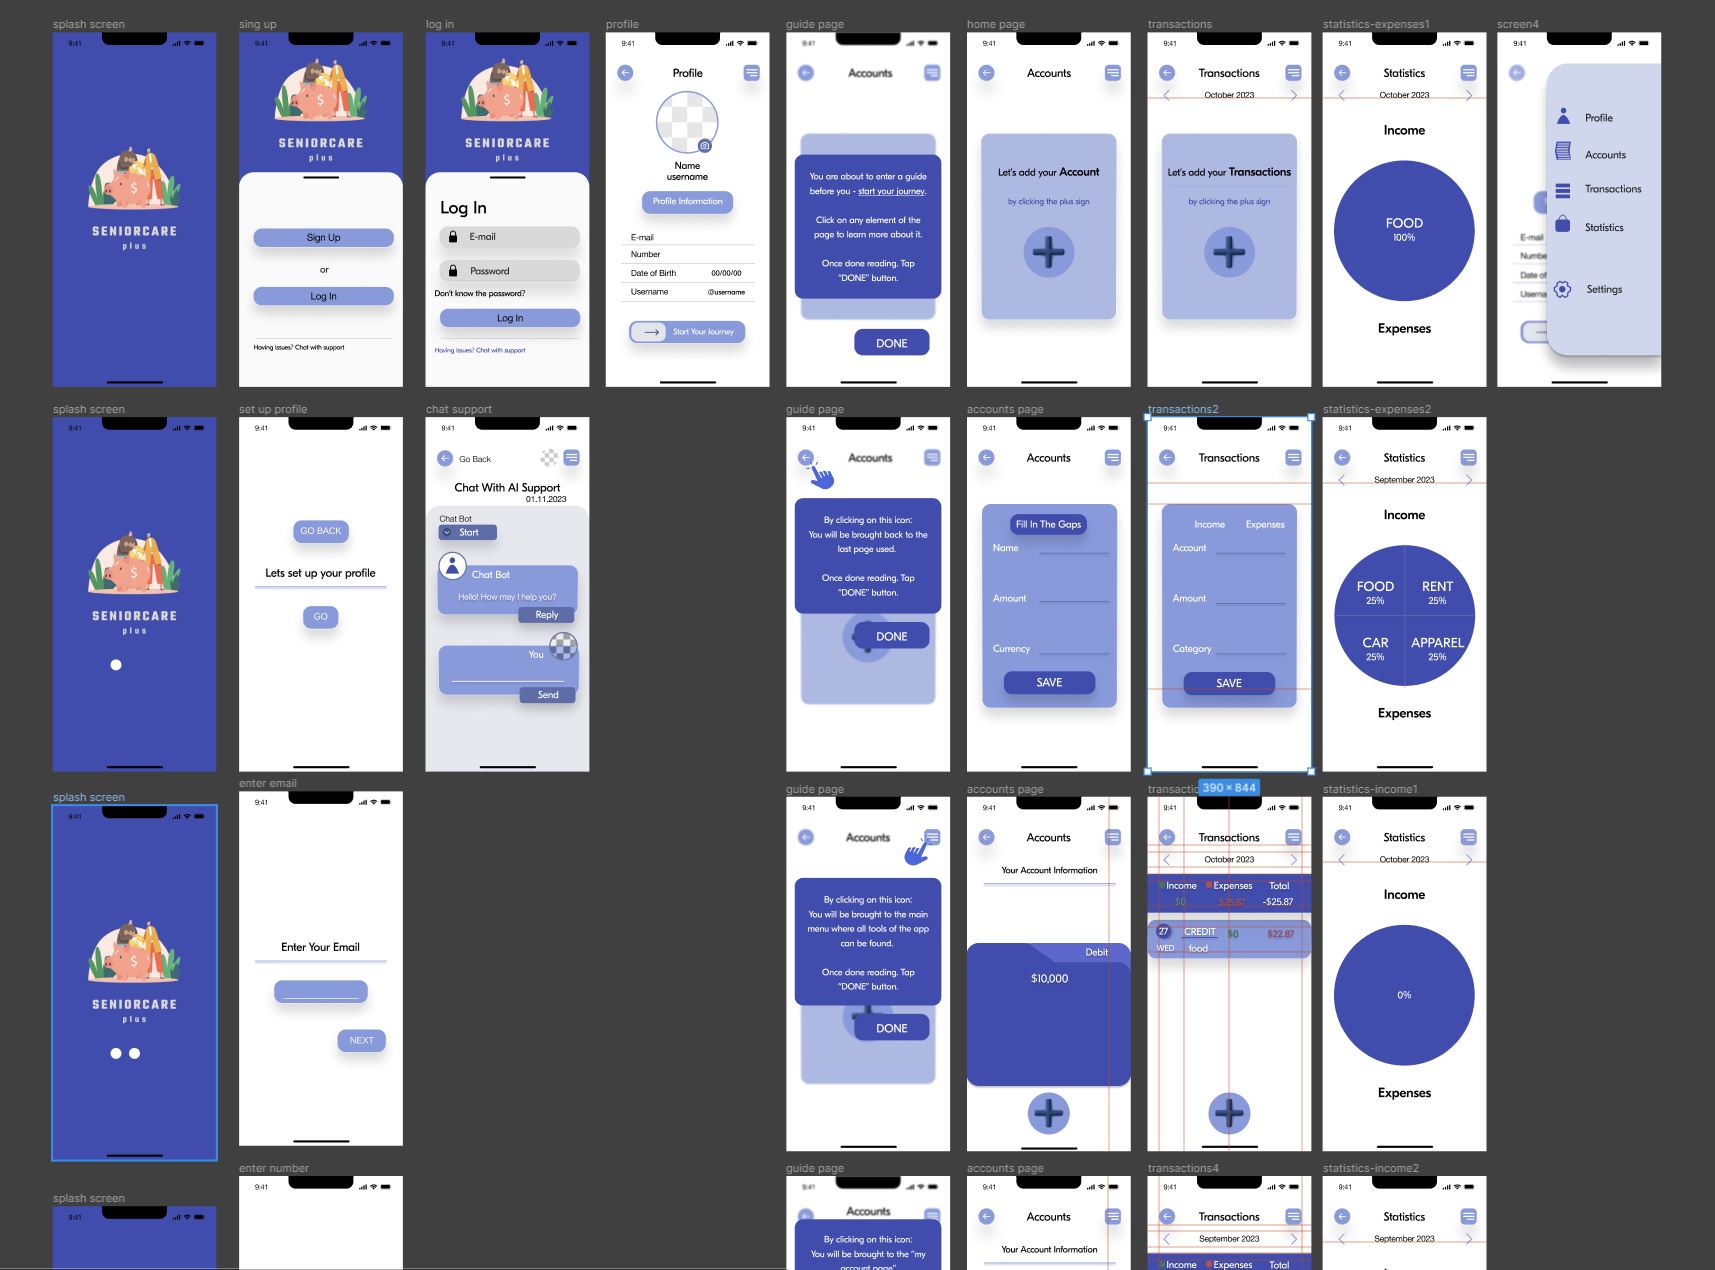 splash screen
sing up
log in
profile
guide page
home page
transactions
statistics-expenses1
screen4
9:41
SENIORCARE
plus
9:41
$
SENIORCARE
plus
Sign Up
or
Log In
Having issues? Chat with support
9:41
$
SENIORCARE
plus
Log In
E-mail
Password
Don't know the password?
Log In
Having issues? Chat with support
9:41
Profile
Name
username
Profile Information
E-mail
Number
Date of Birth 00/00/00
Username @username
Start Your Journey
9:41
Accounts
You are about to enter a guide
before you - start your journey.
Click on any element of the
page to learn more about it.
Once done reading. Tap
"DONE" button.
DONE
9:41
Accounts
Let's add your Account
by clicking the plus sign
9:41
Transactions
October 2023
Let's add your Transactions
by clicking the plus sign
9:41
Statistics
October 2023
Income
FOOD
100%
Expenses
9:41
Profile
Accounts
Transactions
Statistics
Settings
E-mail
Numbe
Date of
Userna
splash screen
set up profile
chat support
guide page
accounts page
transactions2
statistics-expenses2
9:41
$
SENIORCARE
plus
9:41
GO BACK
Lets set up your profile
GO
9:41
Go Back
Chat With AI Support
01.11.2023
Chat Bot
Start
Chat Bot
Hello! How may I help you?
Reply
You
Send
9:41
Accounts
By clicking on this icon:
You will be brought back to the
last page used.
Once done reading. Tap
"DONE" button.
DONE
9:41
Accounts
Fill In The Gaps
Name
Amount
Currency
SAVE
9:41
Transactions
Income Expenses
Account
Amount
Category
SAVE
390 × 844
9:41
Statistics
September 2023
Income
FOOD
25%
RENT
25%
CAR
25%
APPAREL
25%
Expenses
splash screen
enter email
guide page
accounts page
transactio
statistics-income1
9:41
$
SENIORCARE
plus
9:41
Enter Your Email
NEXT
9:41
Accounts
By clicking on this icon:
You will be brought to the main
menu where all tools of the app
can be found.
Once done reading. Tap
"DONE" button.
DONE
9:41
Accounts
Your Account Information
Debit
$10,000
9:41
Transactions
October 2023
Income Expenses Total
$0 $25.87 -$25.87
27 CREDIT $0 $22.87
WED food
9:41
Statistics
October 2023
Income
0%
Expenses
splash screen
enter number
guide page
accounts page
transactions4
statistics-income2
9:41
9:41
9:41
Accounts
By clicking on this icon:
You will be brought to the "my
account page"
9:41
Accounts
Your Account Information
9:41
Transactions
September 2023
Income Expenses Total
9:41
Statistics
September 2023